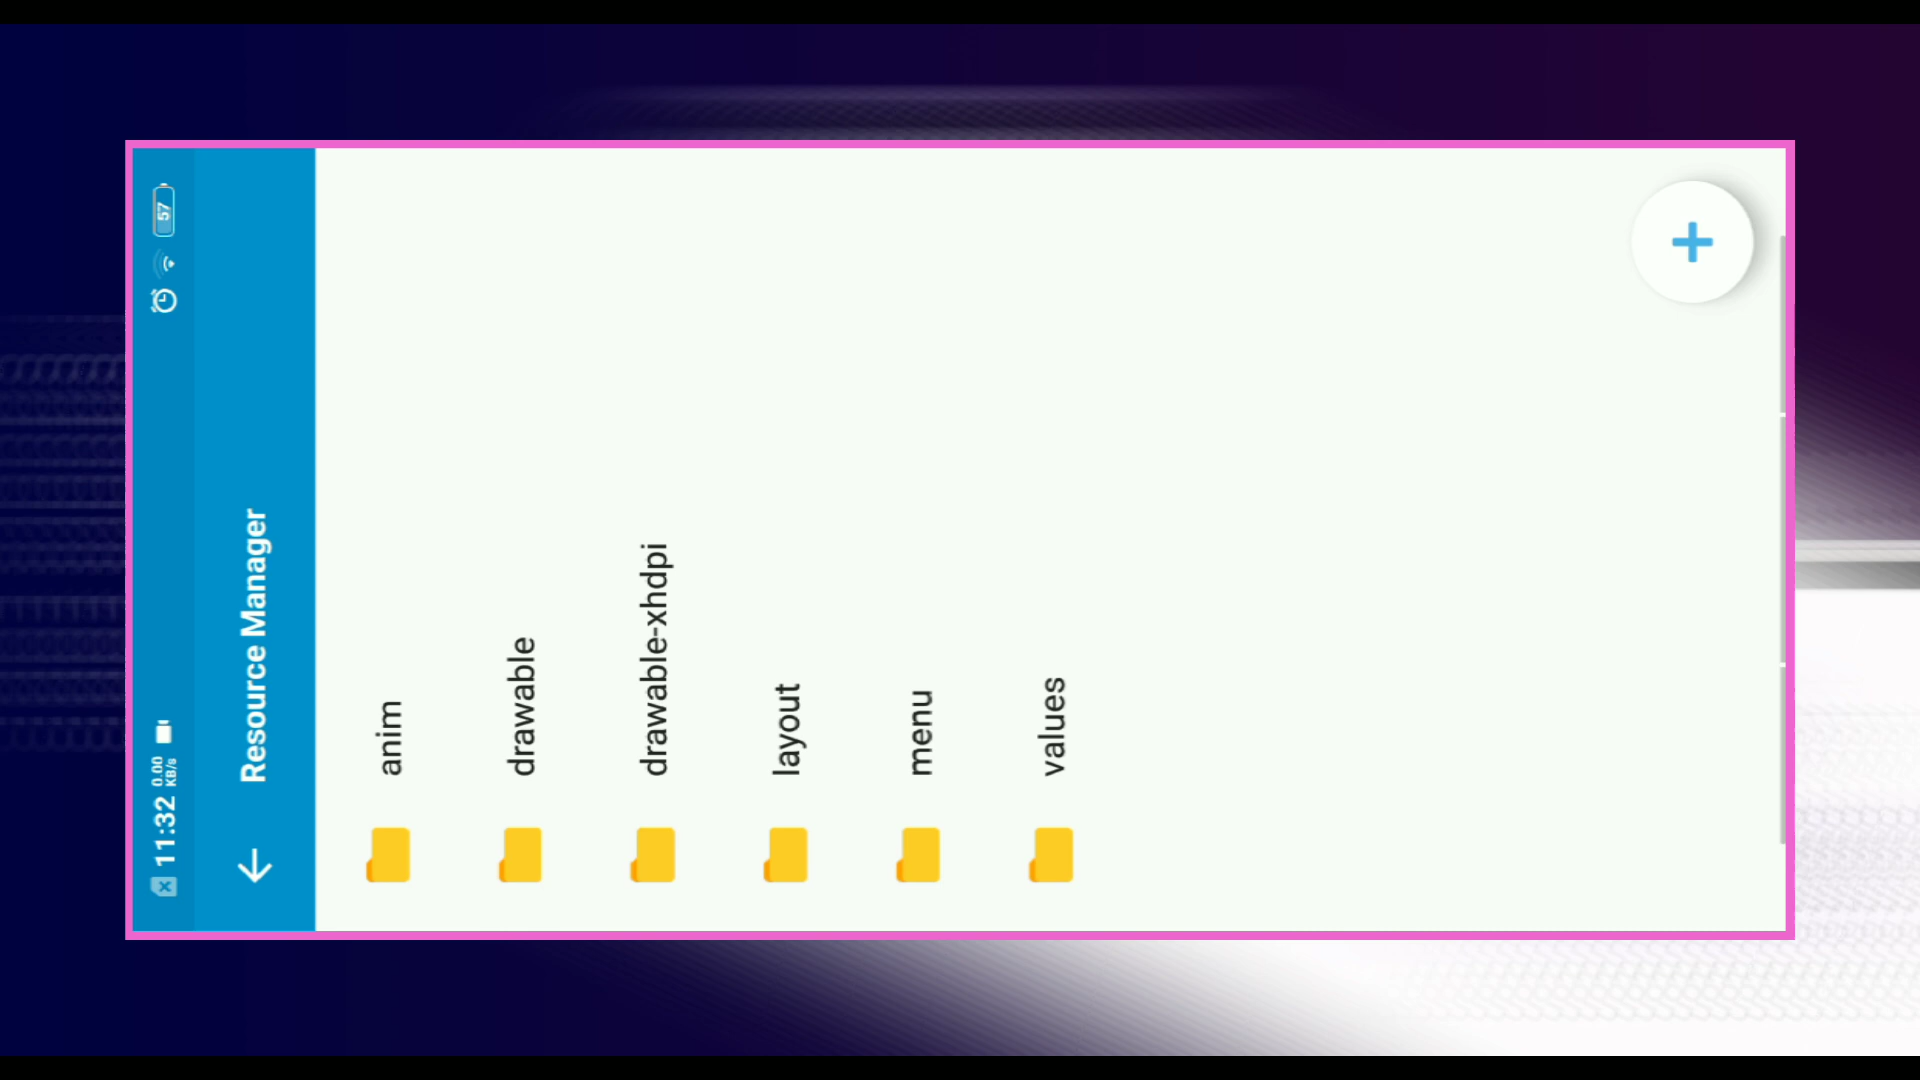 11:32 0.00 KB/s 57
Resource Manager
anim
drawable
drawable-xhdpi
layout
menu
values